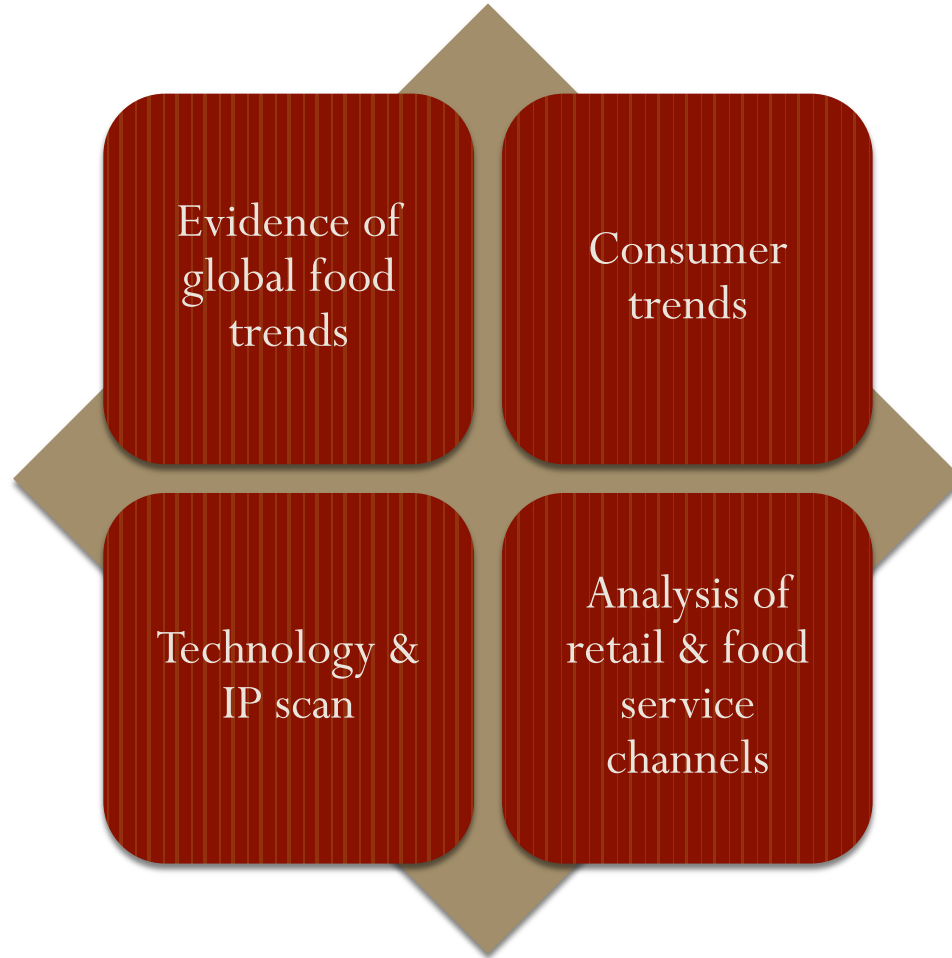 Evidence of
global food
trends
Consumer
trends
Technology &
IP scan
Analysis of
retail & food
service
channels